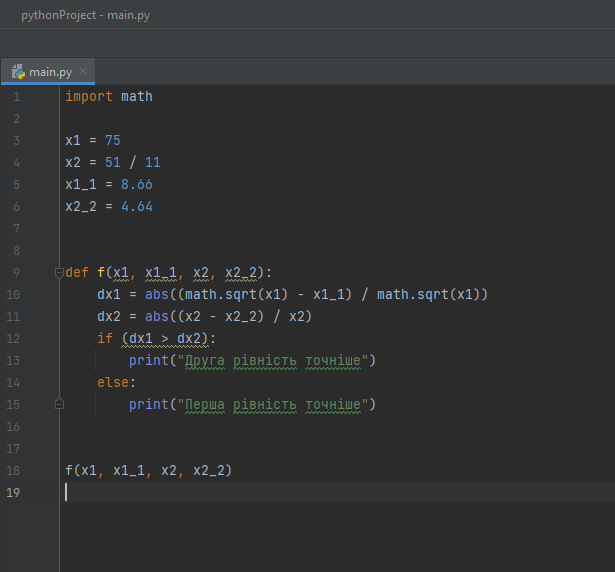 pythonProject - main.py
main.py
1 import math
2
3 x1 = 75
4 x2 = 51 / 11
5 x1_1 = 8.66
6 x2_2 = 4.64
7
8
9 def f(x1, x1_1, x2, x2_2):
10     dx1 = abs((math.sqrt(x1) - x1_1) / math.sqrt(x1))
11     dx2 = abs((x2 - x2_2) / x2)
12     if (dx1 > dx2):
13         print("Друга рівність точніше")
14     else:
15         print("Перша рівність точніше")
16
17
18 f(x1, x1_1, x2, x2_2)
19